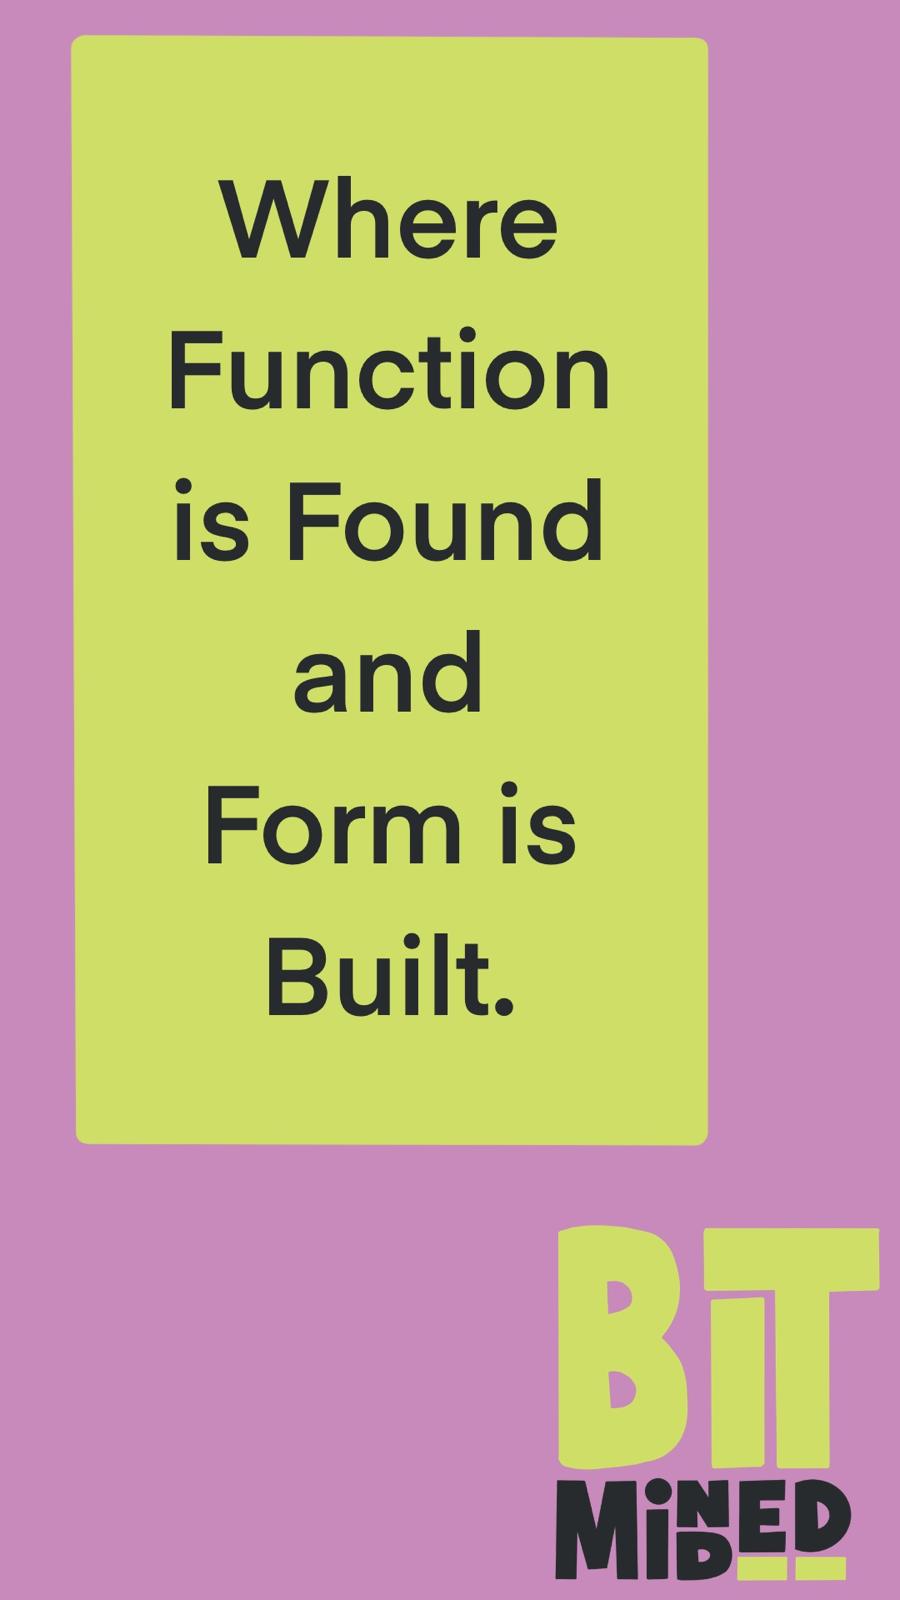 Where
Function
is Found
and
Form is
Built.
BiT
MiNDED